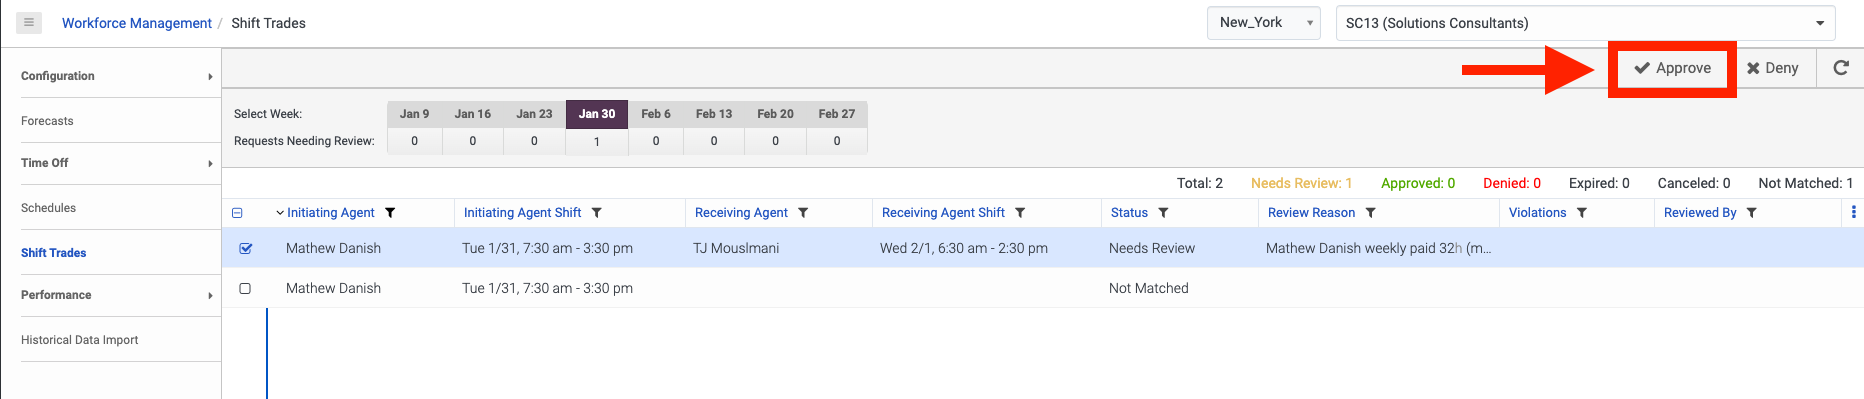 Workforce Management / Shift Trades
New_York
SC13 (Solutions Consultants)
Approve
Deny
Configuration
Forecasts
Time Off
Schedules
Shift Trades
Performance
Historical Data Import
Select Week: Jan 9 Jan 16 Jan 23 Jan 30 Feb 6 Feb 13 Feb 20 Feb 27
Requests Needing Review: 0 0 0 1 0 0 0 0
Total: 2 Needs Review: 1 Approved: 0 Denied: 0 Expired: 0 Canceled: 0 Not Matched: 1
Initiating Agent Initiating Agent Shift Receiving Agent Receiving Agent Shift Status Review Reason Violations Reviewed By
Mathew Danish Tue 1/31, 7:30 am - 3:30 pm TJ Mouslmani Wed 2/1, 6:30 am - 2:30 pm Needs Review Mathew Danish weekly paid 32h (m...
Mathew Danish Tue 1/31, 7:30 am - 3:30 pm Not Matched